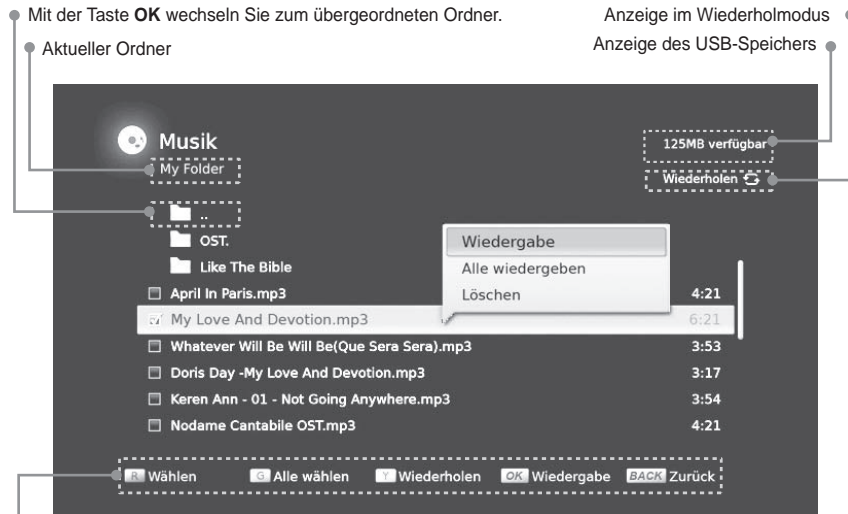 Mit der Taste OK wechseln Sie zum übergeordneten Ordner.
Anzeige im Wiederholmodus
Aktueller Ordner
Anzeige des USB-Speichers
Musik
125MB verfügbar
My Folder
Wiederholen
..
OST.
Wiedergabe
Like The Bible
Alle wiedergeben
April In Paris.mp3
Löschen
4:21
My Love And Devotion.mp3
6:21
Whatever Will Be Will Be(Que Sera Sera).mp3
3:53
Doris Day -My Love And Devotion.mp3
3:17
Keren Ann - 01 - Not Going Anywhere.mp3
3:54
Nodame Cantabile OST.mp3
4:21
R Wählen G Alle wählen Y Wiederholen OK Wiedergabe BACK Zurück